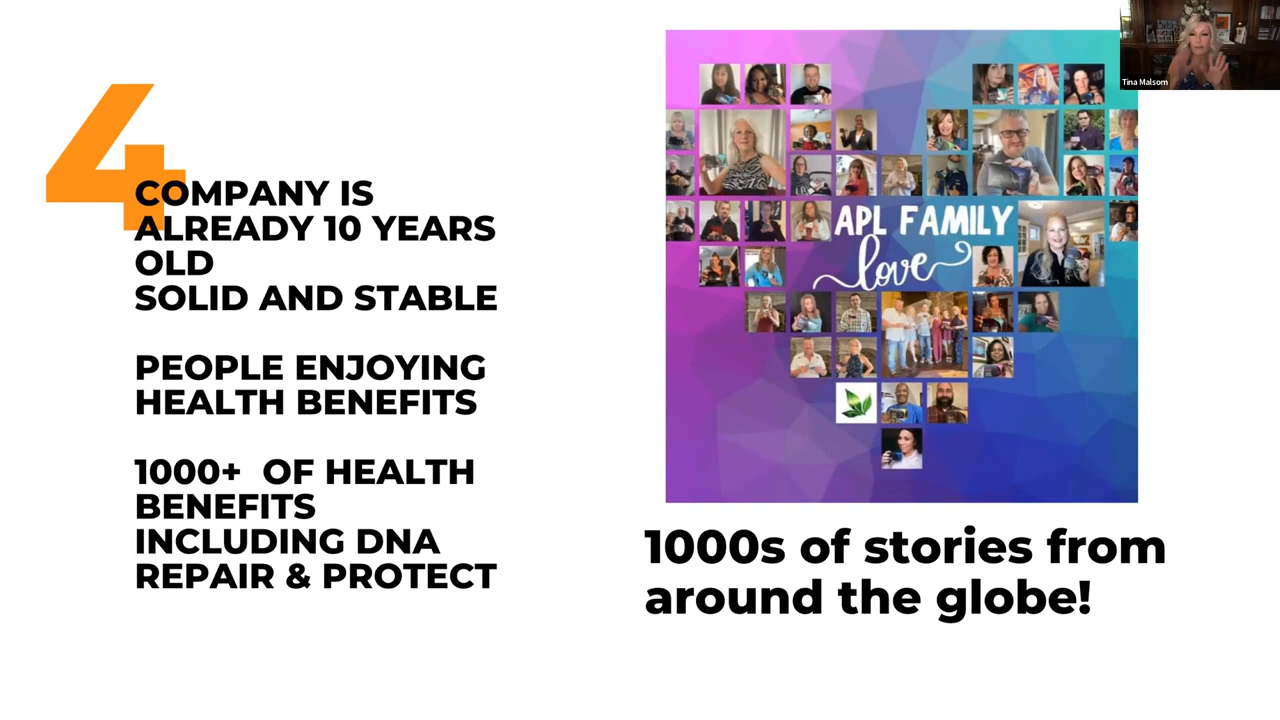 4
COMPANY IS
ALREADY 10 YEARS
OLD
SOLID AND STABLE
PEOPLE ENJOYING
HEALTH BENEFITS
1000+ OF HEALTH
BENEFITS
INCLUDING DNA
REPAIR & PROTECT
APL FAMILY
love
1000s of stories from
around the globe!
Tina Malsom